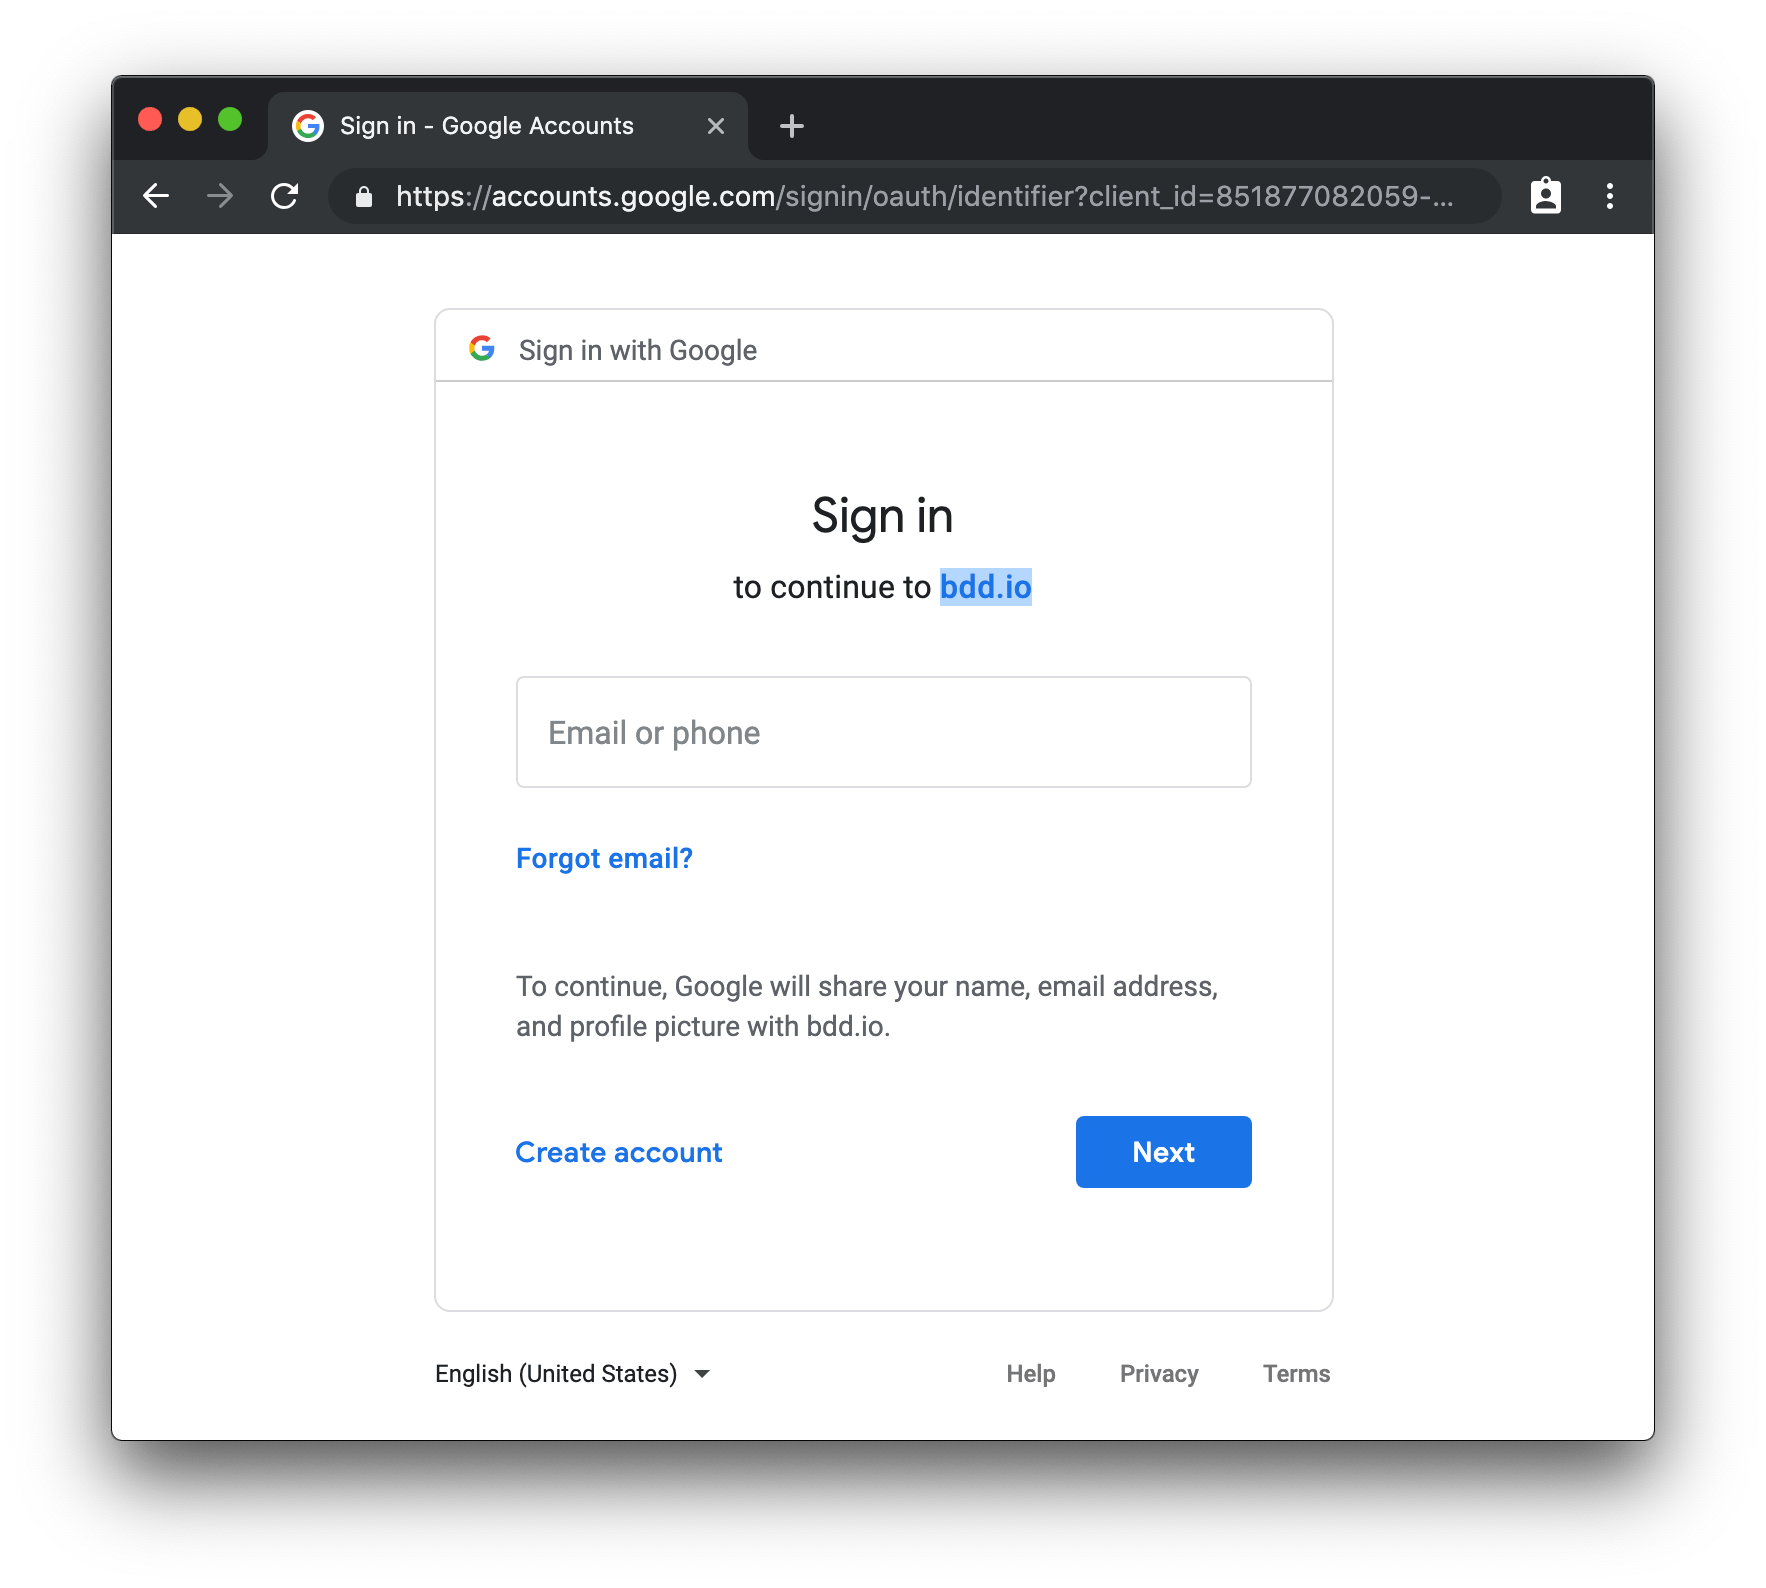 Sign in - Google Accounts
https://accounts.google.com/signin/oauth/identifier?client_id=851877082059-...
Sign in with Google
Sign in
to continue to bdd.io
Email or phone
Forgot email?
To continue, Google will share your name, email address,
and profile picture with bdd.io.
Create account
Next
English (United States)
Help
Privacy
Terms